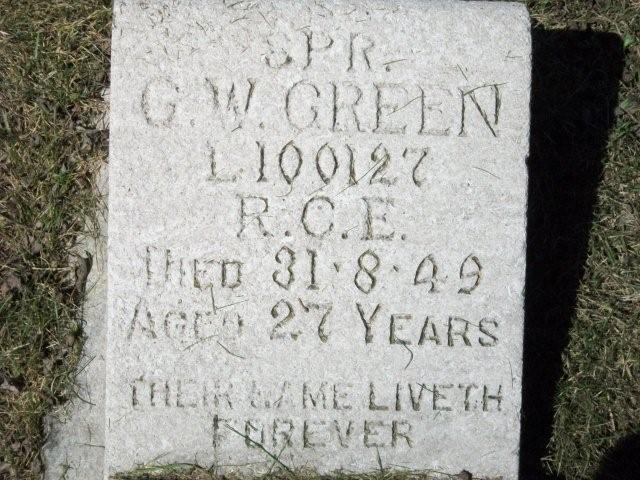 SPR.
G. W. GREEN
L.100127
R.C.E.
DIED 31·8·49
AGED 27 YEARS
THEIR NAME LIVETH
FOREVER